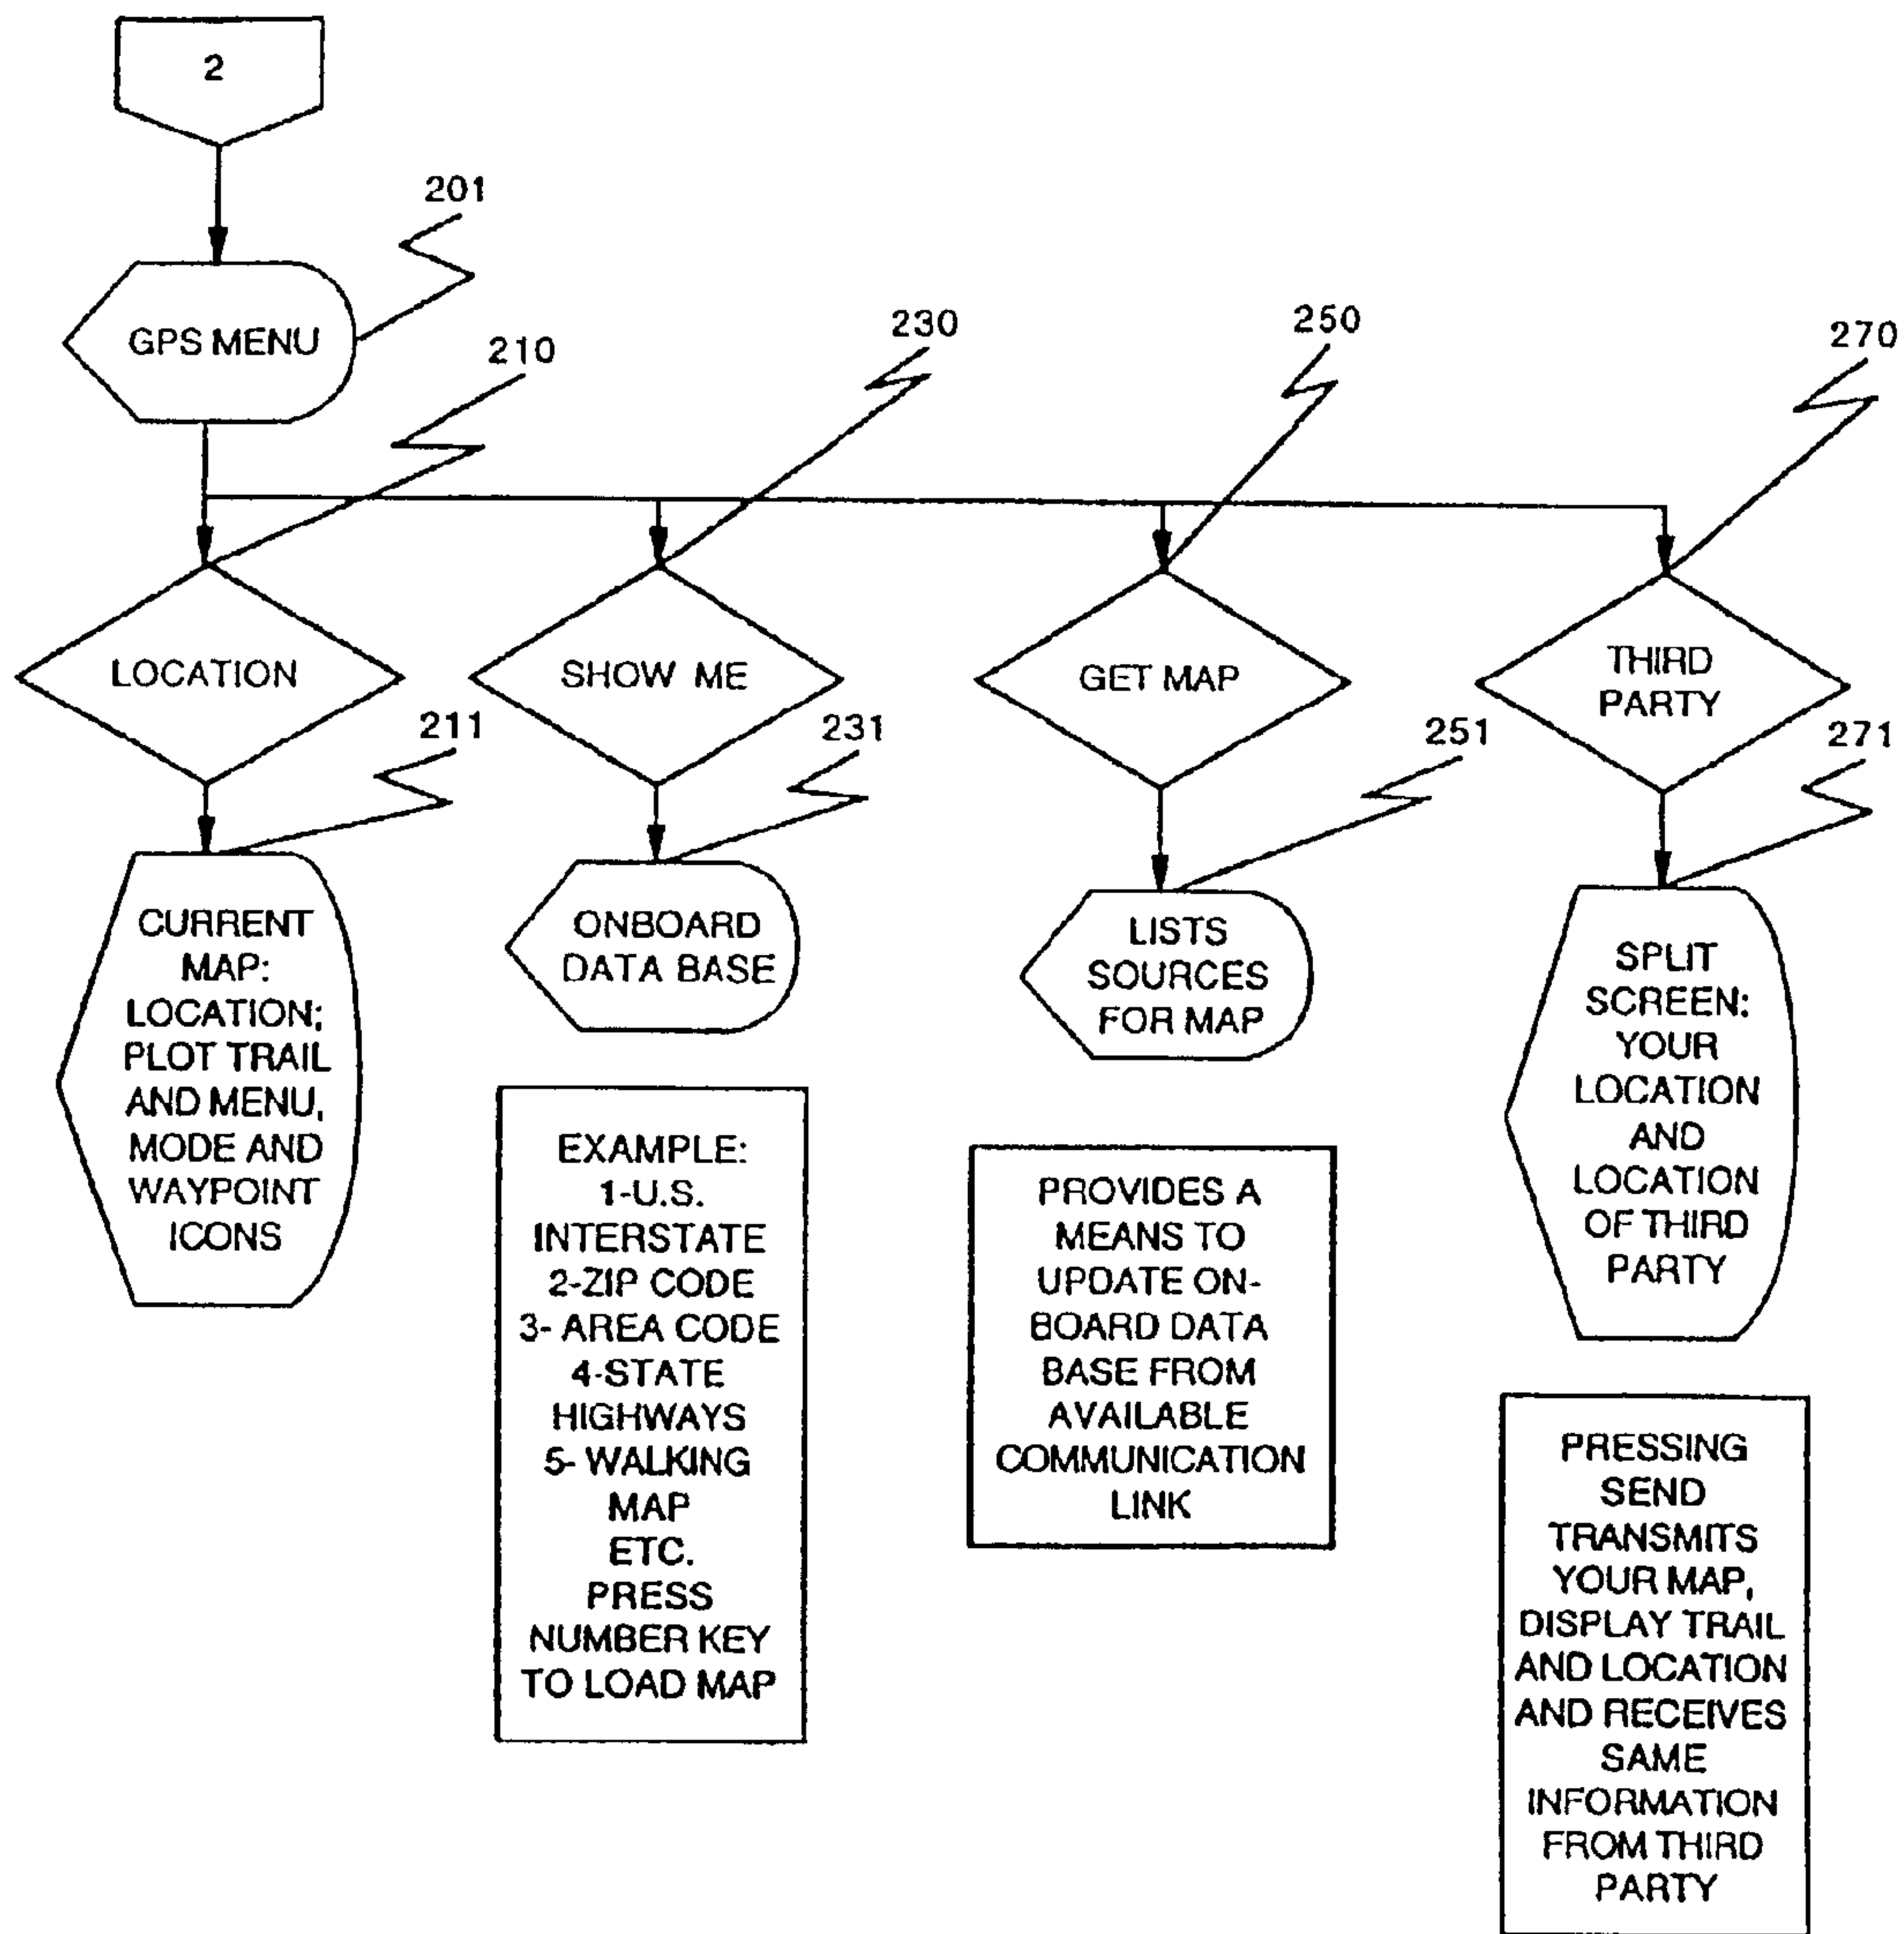 2
201
GPS MENU
210
230
250
270
LOCATION
SHOW ME
GET MAP
THIRD
PARTY
211
231
251
271
CURRENT
MAP:
LOCATION;
PLOT TRAIL
AND MENU,
MODE AND
WAYPOINT
ICONS
ONBOARD
DATA BASE
LISTS
SOURCES
FOR MAP
SPLIT
SCREEN:
YOUR
LOCATION
AND
LOCATION
OF THIRD
PARTY
EXAMPLE:
1-U.S.
INTERSTATE
2-ZIP CODE
3- AREA CODE
4-STATE
HIGHWAYS
5- WALKING
MAP
ETC.
PRESS
NUMBER KEY
TO LOAD MAP
PROVIDES A
MEANS TO
UPDATE ON-
BOARD DATA
BASE FROM
AVAILABLE
COMMUNICATION
LINK
PRESSING
SEND
TRANSMITS
YOUR MAP,
DISPLAY TRAIL
AND LOCATION
AND RECEIVES
SAME
INFORMATION
FROM THIRD
PARTY